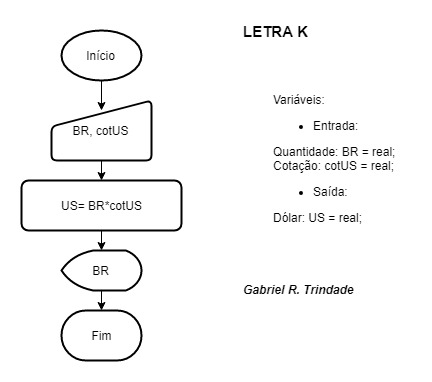 LETRA K
Início
BR, cotUS
US= BR*cotUS
BR
Fim
Variáveis:
• Entrada:
Quantidade: BR = real;
Cotação: cotUS = real;
• Saída:
Dólar: US = real;
Gabriel R. Trindade